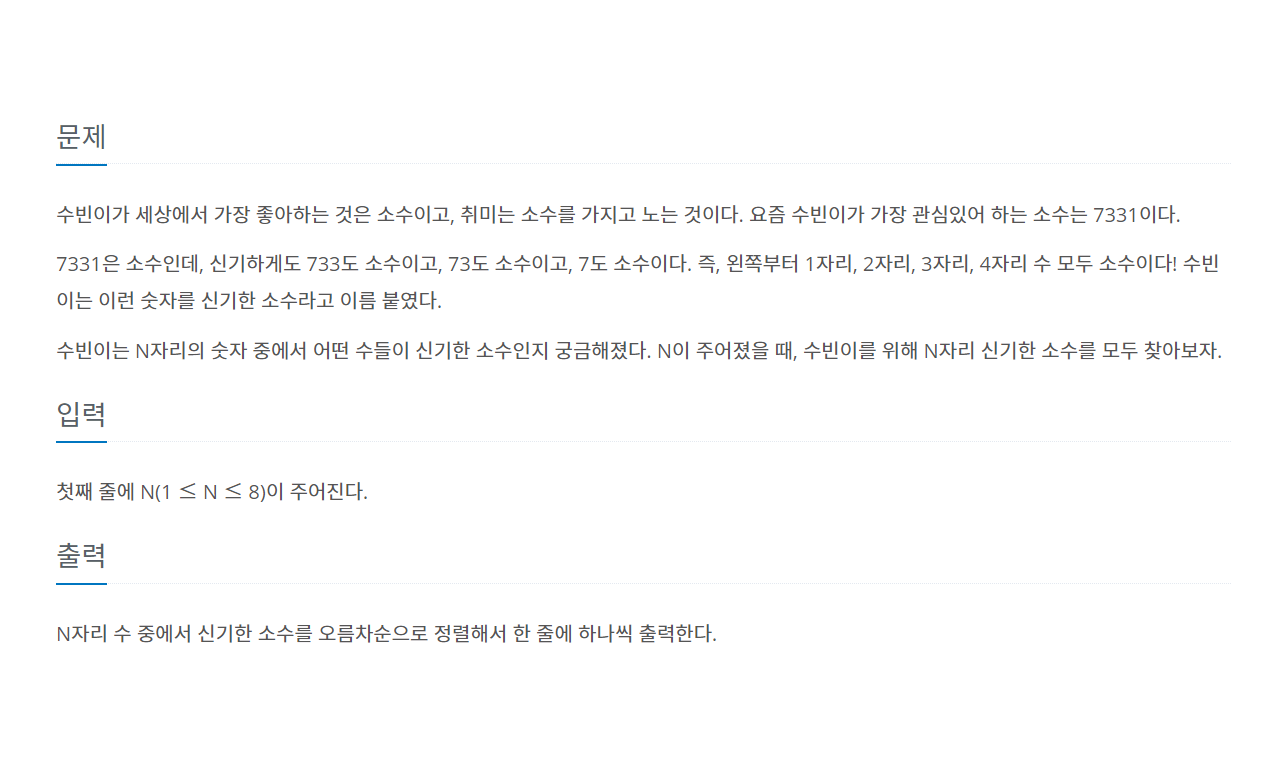 문제
수빈이가 세상에서 가장 좋아하는 것은 소수이고, 취미는 소수를 가지고 노는 것이다. 요즘 수빈이가 가장 관심있어 하는 소수는 7331이다.
7331은 소수인데, 신기하게도 733도 소수이고, 73도 소수이고, 7도 소수이다. 즉, 왼쪽부터 1자리, 2자리, 3자리, 4자리 수 모두 소수이다! 수빈
이는 이런 숫자를 신기한 소수라고 이름 붙였다.
수빈이는 N자리의 숫자 중에서 어떤 수들이 신기한 소수인지 궁금해졌다. N이 주어졌을 때, 수빈이를 위해 N자리 신기한 소수를 모두 찾아보자.
입력
첫째 줄에 N(1 ≤ N ≤ 8)이 주어진다.
출력
N자리 수 중에서 신기한 소수를 오름차순으로 정렬해서 한 줄에 하나씩 출력한다.